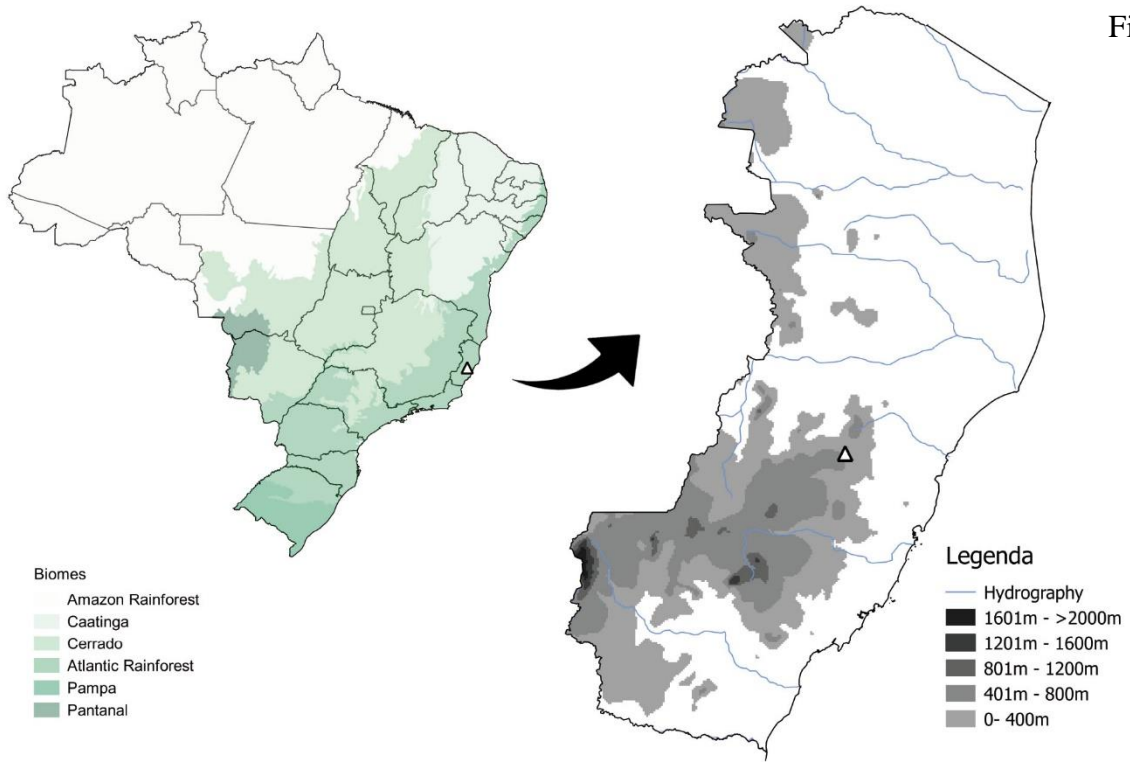 Fi
Biomes
Amazon Rainforest
Caatinga
Cerrado
Atlantic Rainforest
Pampa
Pantanal
Legenda
Hydrography
1601m - >2000m
1201m - 1600m
801m - 1200m
401m - 800m
0- 400m